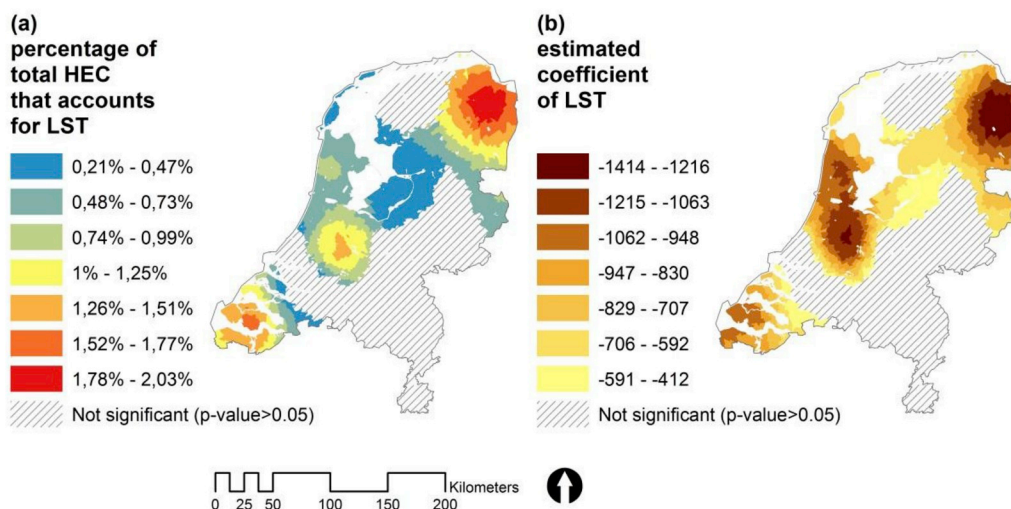 (a)
percentage of
total HEC
that accounts
for LST
0,21% - 0,47%
0,48% - 0,73%
0,74% - 0,99%
1% - 1,25%
1,26% - 1,51%
1,52% - 1,77%
1,78% - 2,03%
Not significant (p-value>0.05)
(b)
estimated
coefficient
of LST
-1414 - -1216
-1215 - -1063
-1062 - -948
-947 - -830
-829 - -707
-706 - -592
-591 - -412
Not significant (p-value>0.05)
Kilometers
0 25 50 100 150 200